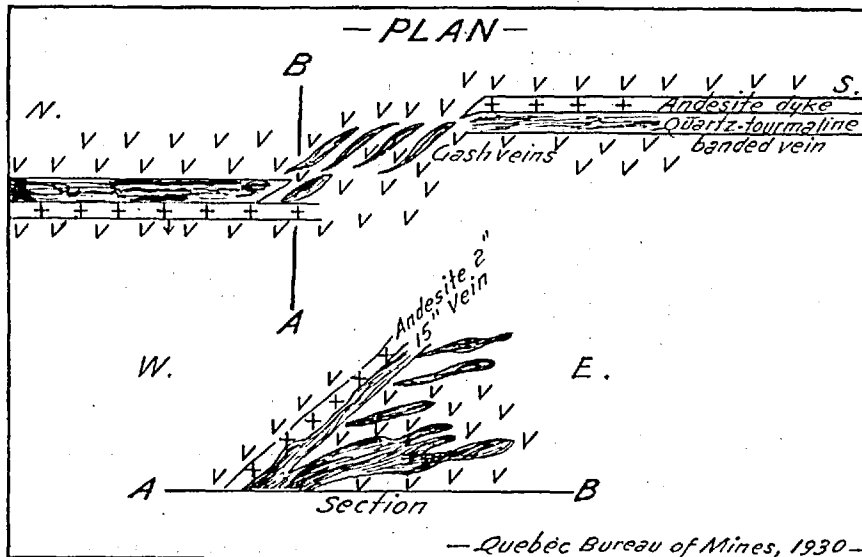 — PLAN —
B
N.
S.
Andesite dyke
Quartz-tourmaline
banded vein
Gash veins
A
Andesite 2"
15" Vein
W.
E.
A
B
Section
— Quebec Bureau of Mines, 1930 —